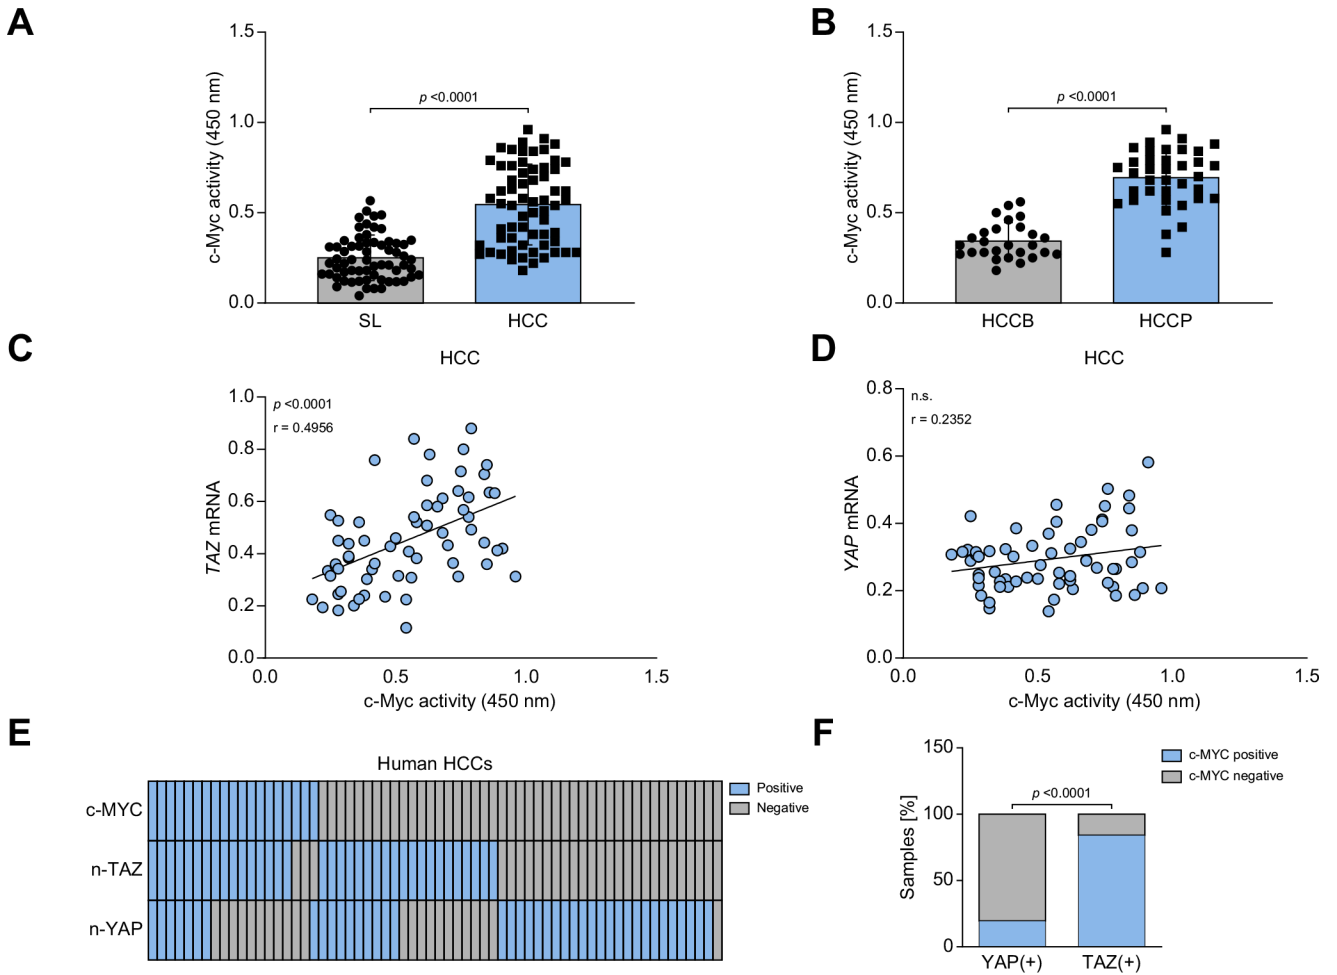 A
1.5
1.0
0.5
0.0
c-Myc activity (450 nm)
p <0.0001
SL
HCC
B
1.5
1.0
0.5
0.0
c-Myc activity (450 nm)
p <0.0001
HCCB
HCCP
C
HCC
1.0
0.8
0.6
0.4
0.2
0.0
TAZ mRNA
p <0.0001
r = 0.4956
0.0
0.5
1.0
1.5
c-Myc activity (450 nm)
D
HCC
0.8
0.6
0.4
0.2
0.0
YAP mRNA
n.s.
r = 0.2352
0.0
0.5
1.0
1.5
c-Myc activity (450 nm)
E
Human HCCs
c-MYC
n-TAZ
n-YAP
Positive
Negative
F
150
100
50
0
Samples [%]
p <0.0001
YAP(+)
TAZ(+)
c-MYC positive
c-MYC negative